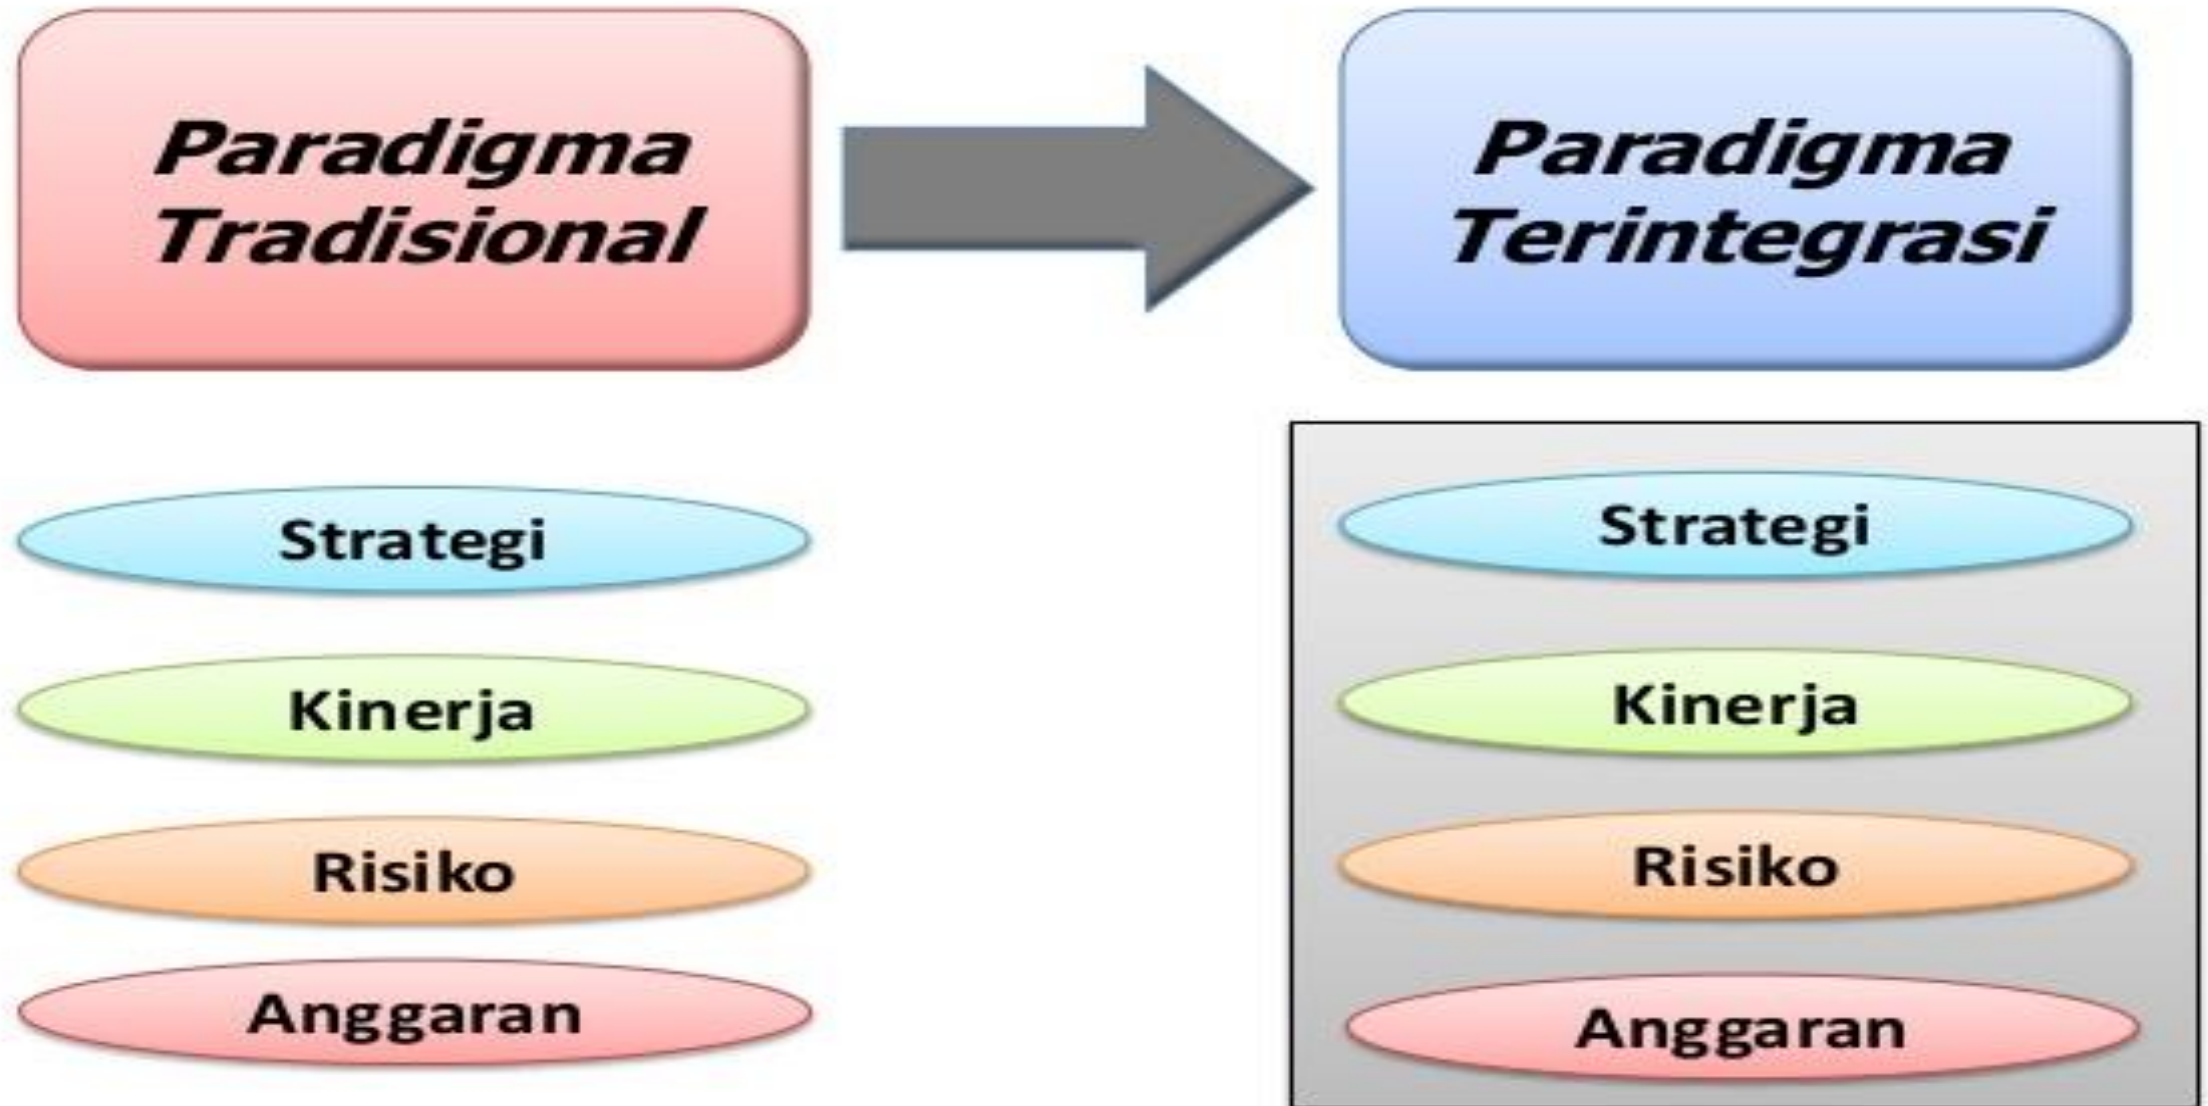 Paradigma
Tradisional
Paradigma
Terintegrasi
Strategi
Kinerja
Risiko
Anggaran
Strategi
Kinerja
Risiko
Anggaran